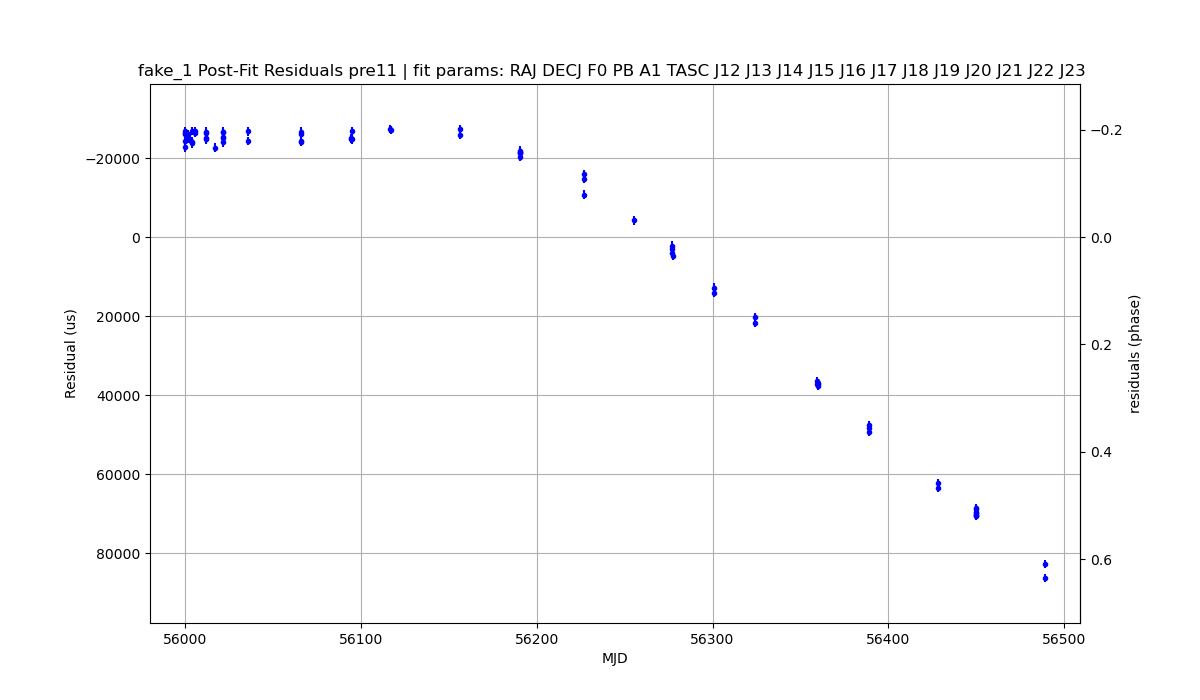 fake_1 Post-Fit Residuals pre11 | fit params: RAJ DECJ F0 PB A1 TASC J12 J13 J14 J15 J16 J17 J18 J19 J20 J21 J22 J23
−20000
0
20000
40000
60000
80000
Residual (us)
−0.2
0.0
0.2
0.4
0.6
residuals (phase)
56000 56100 56200 56300 56400 56500
MJD